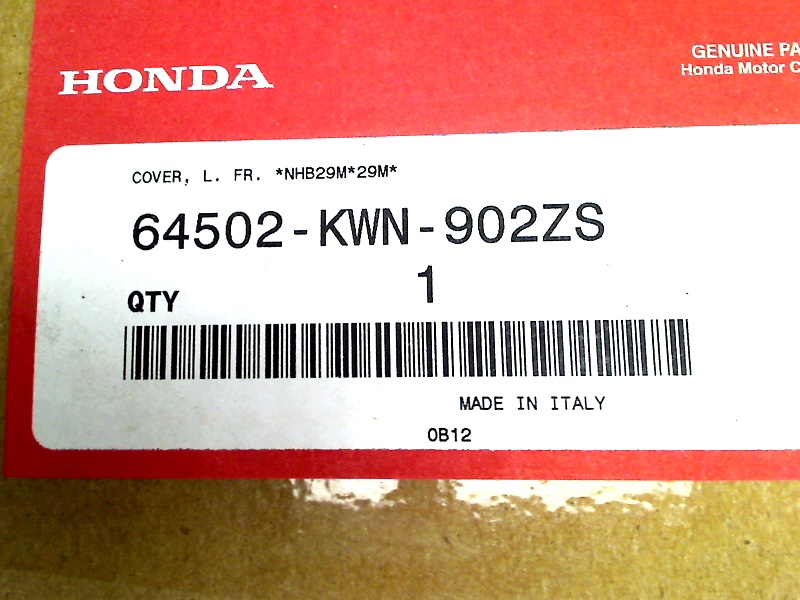 HONDA
GENUINE PA
Honda Motor C
COVER, L. FR. *NHB29M*29M*
64502-KWN-902ZS
QTY 1
MADE IN ITALY
0B12